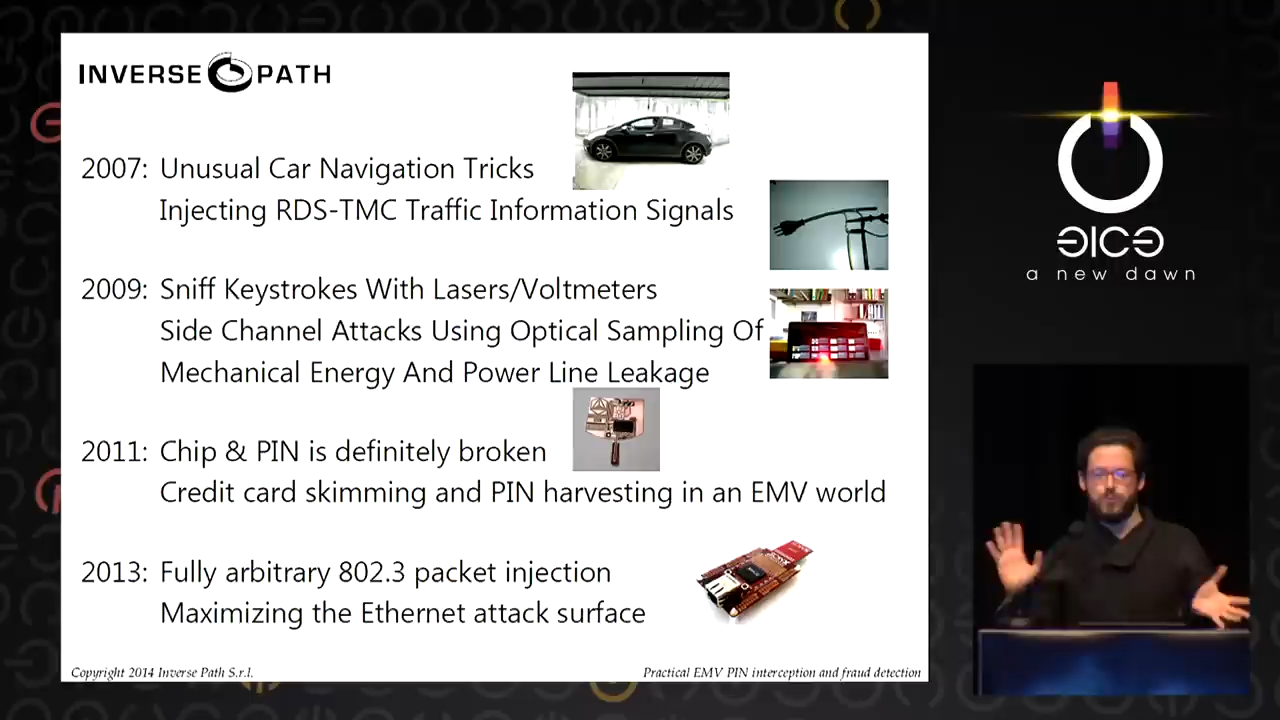 INVERSE PATH
2007: Unusual Car Navigation Tricks
Injecting RDS-TMC Traffic Information Signals
2009: Sniff Keystrokes With Lasers/Voltmeters
Side Channel Attacks Using Optical Sampling Of
Mechanical Energy And Power Line Leakage
2011: Chip & PIN is definitely broken
Credit card skimming and PIN harvesting in an EMV world
2013: Fully arbitrary 802.3 packet injection
Maximizing the Ethernet attack surface
Copyright 2014 Inverse Path S.r.l.
Practical EMV PIN interception and fraud detection
a new dawn